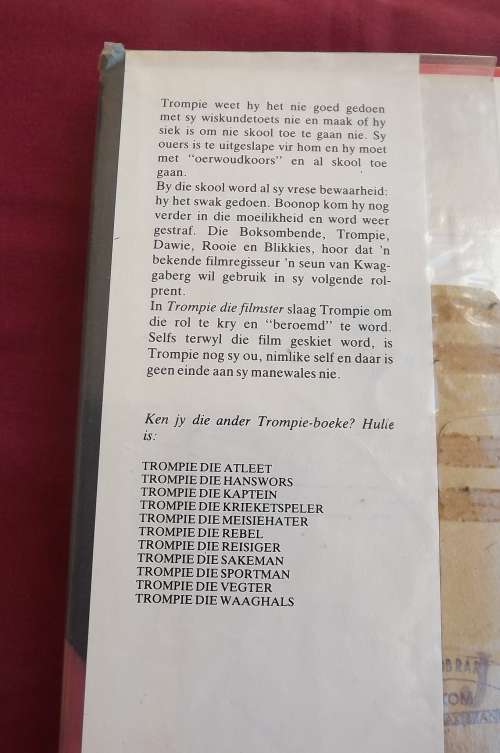 Trompie weet hy het nie goed gedoen
met sy wiskundetoets nie en maak of hy
siek is om nie skool toe te gaan nie. Sy
ouers is te uitgeslape vir hom en hy moet
met "oerwoudkoors" en al skool toe
gaan.
By die skool word al sy vrese bewaarheid:
hy het swak gedoen. Boonop kom hy nog
verder in die moeilikheid en word weer
gestraf. Die Boksombende, Trompie,
Dawie, Rooie en Blikkies, hoor dat 'n
bekende filmregisseur 'n seun van Kwag-
gaberg wil gebruik in sy volgende rol-
prent.
In Trompie die filmster slaag Trompie om
die rol te kry en "beroemd" te word.
Selfs terwyl die film geskiet word, is
Trompie nog sy ou, nimlike self en daar is
geen einde aan sy manewales nie.
Ken jy die ander Trompie-boeke? Hulle
is:
TROMPIE DIE ATLEET
TROMPIE DIE HANSWORS
TROMPIE DIE KAPTEIN
TROMPIE DIE KRIEKETSPELER
TROMPIE DIE MEISIEHATER
TROMPIE DIE REBEL
TROMPIE DIE REISIGER
TROMPIE DIE SAKEMAN
TROMPIE DIE SPORTMAN
TROMPIE DIE VEGTER
TROMPIE DIE WAAGHALS